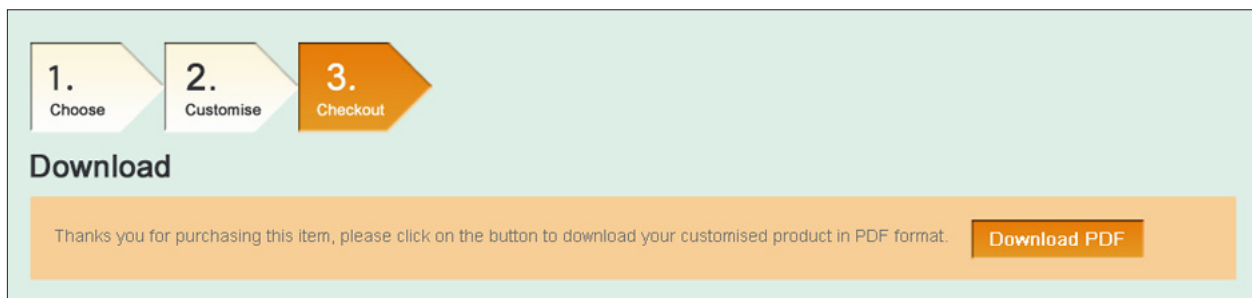 1.
Choose
2.
Customise
3.
Checkout
Download
Thanks you for purchasing this item, please click on the button to download your customised product in PDF format.
Download PDF